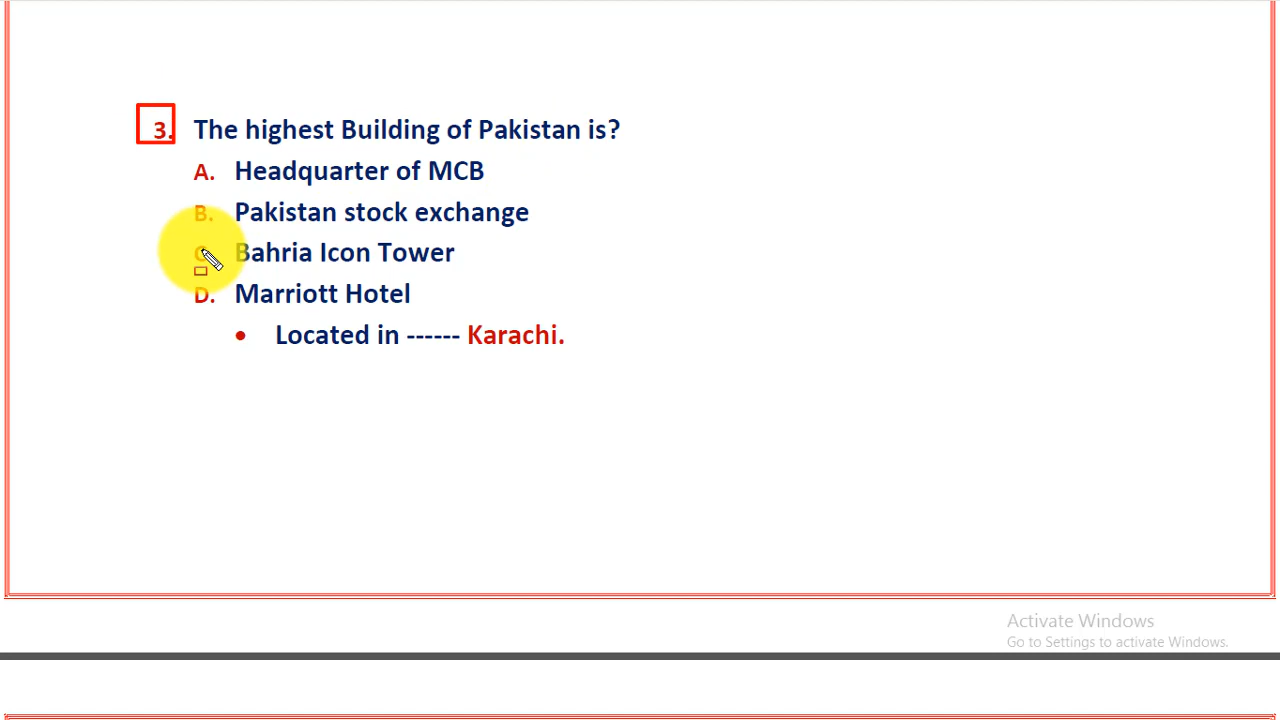 3. The highest Building of Pakistan is?
A. Headquarter of MCB
B. Pakistan stock exchange
C. Bahria Icon Tower
D. Marriott Hotel
• Located in ------ Karachi.
Activate Windows
Go to Settings to activate Windows.